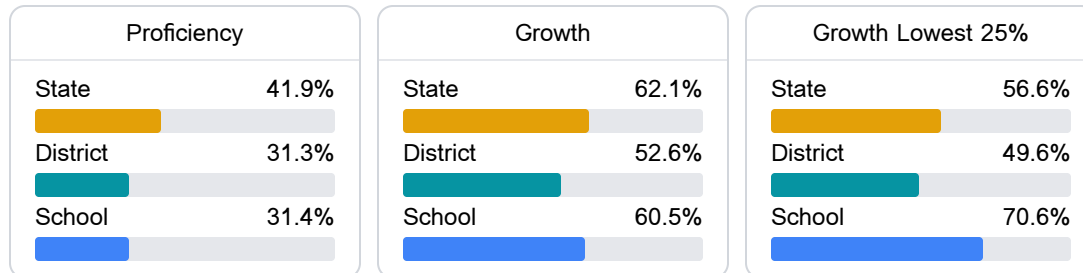 Proficiency
State 41.9%
District 31.3%
School 31.4%
Growth
State 62.1%
District 52.6%
School 60.5%
Growth Lowest 25%
State 56.6%
District 49.6%
School 70.6%